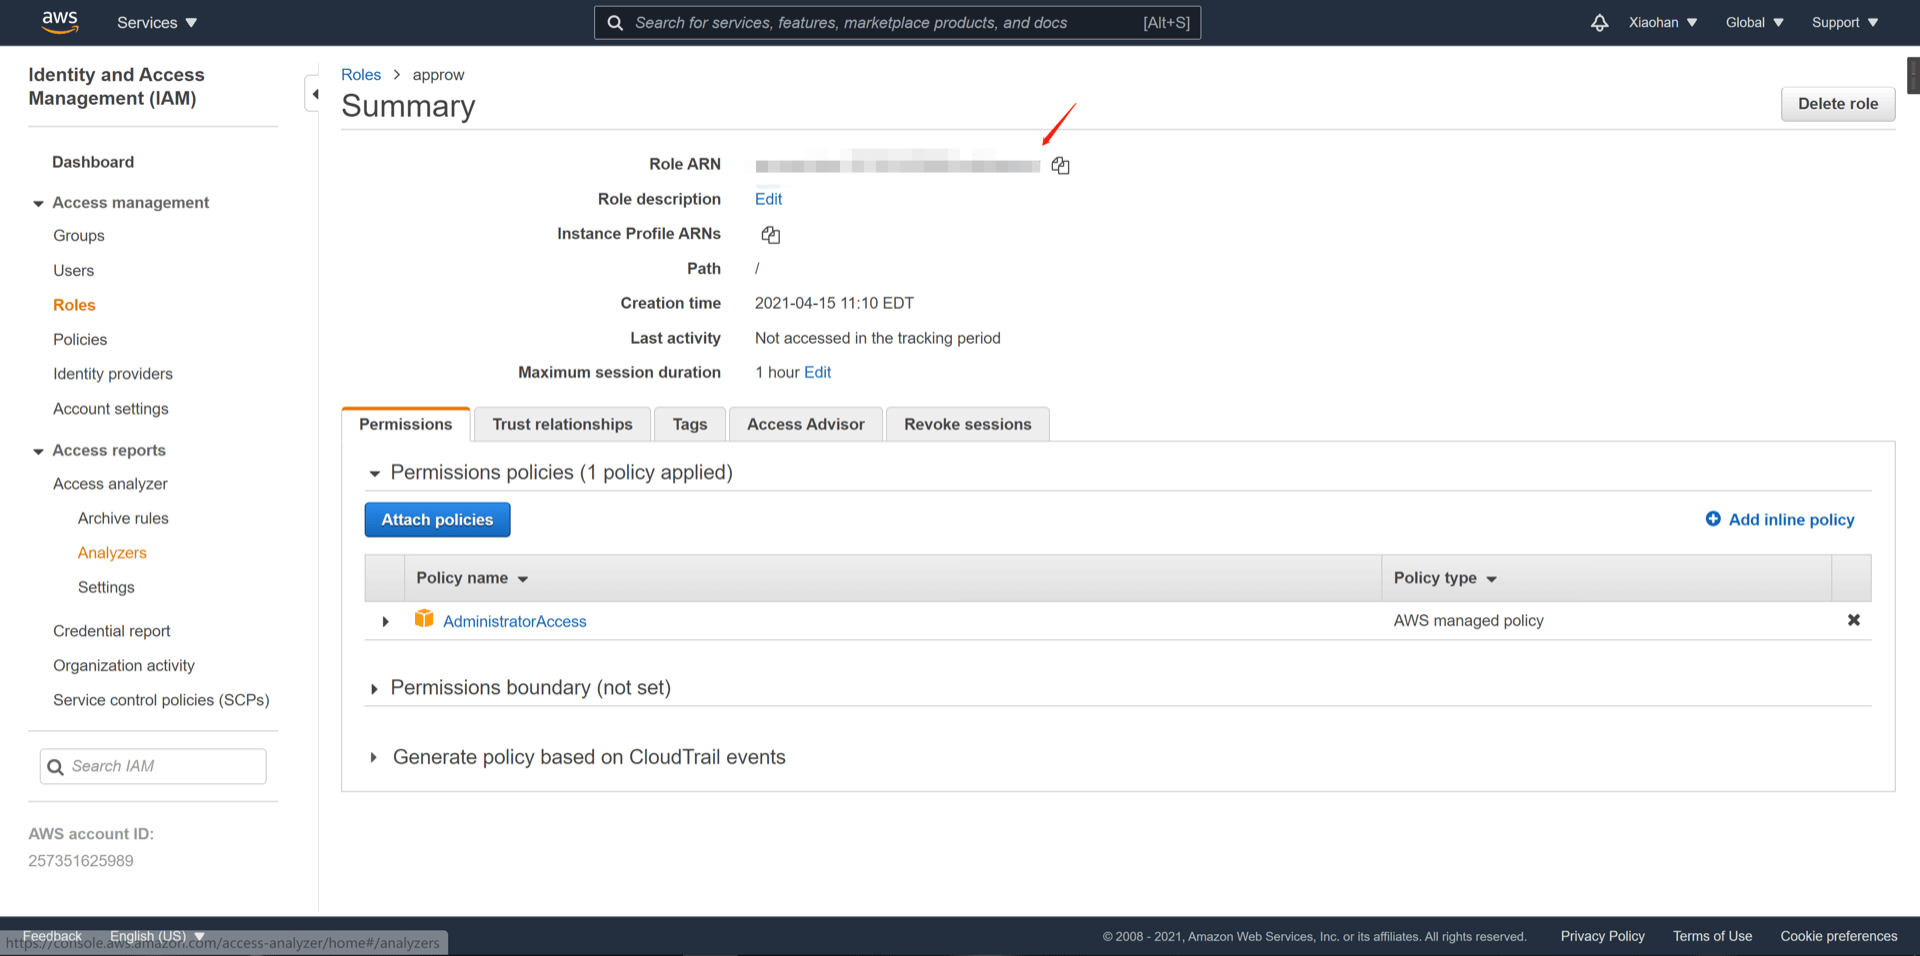 aws
Services
Search for services, features, marketplace products, and docs [Alt+S]
Xiaohan
Global
Support
Identity and Access
Management (IAM)
Dashboard
Access management
Groups
Users
Roles
Policies
Identity providers
Account settings
Access reports
Access analyzer
Archive rules
Analyzers
Settings
Credential report
Organization activity
Service control policies (SCPs)
Search IAM
AWS account ID:
257351625989
Roles > approw
Summary
Delete role
Role ARN
Role description Edit
Instance Profile ARNs
Path /
Creation time 2021-04-15 11:10 EDT
Last activity Not accessed in the tracking period
Maximum session duration 1 hour Edit
Permissions
Trust relationships
Tags
Access Advisor
Revoke sessions
Permissions policies (1 policy applied)
Attach policies
Add inline policy
Policy name
Policy type
AdministratorAccess
AWS managed policy
Permissions boundary (not set)
Generate policy based on CloudTrail events
Feedback
English (US)
https://console.aws.amazon.com/access-analyzer/home#/analyzers
© 2008 - 2021, Amazon Web Services, Inc. or its affiliates. All rights reserved.
Privacy Policy
Terms of Use
Cookie preferences